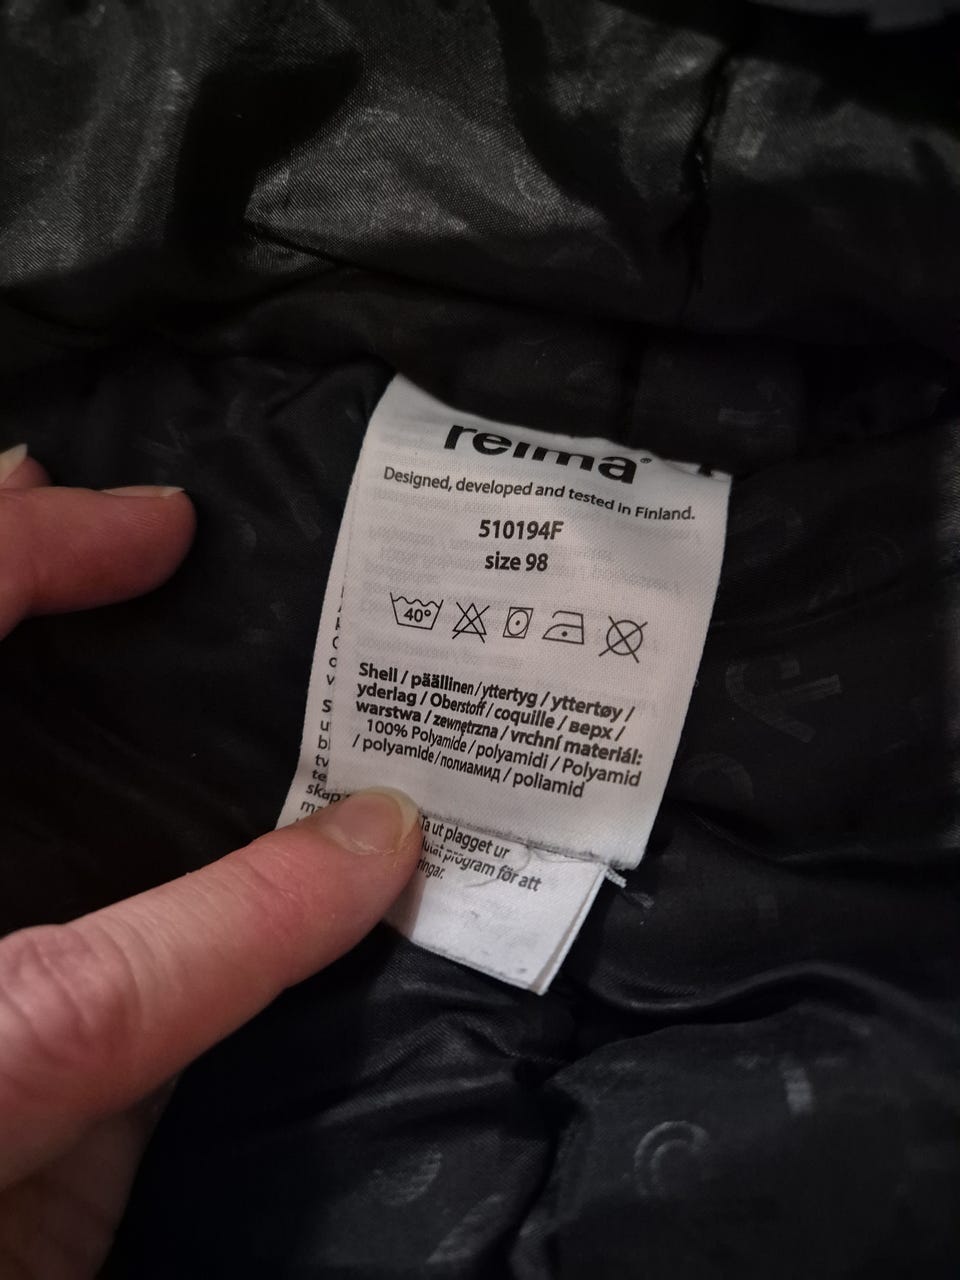 reima®
Designed, developed and tested in Finland.
510194F
size 98
40°
Shell / päällinen / yttertyg / yttertøy /
yderlag / Oberstoff / coquille / верх /
warstwa / zewnętrzna / vrchní materiál:
100% Polyamide / polyamidi / Polyamid
/ polyamide / полиамид / poliamid
Ta ut plagget ur
program för att